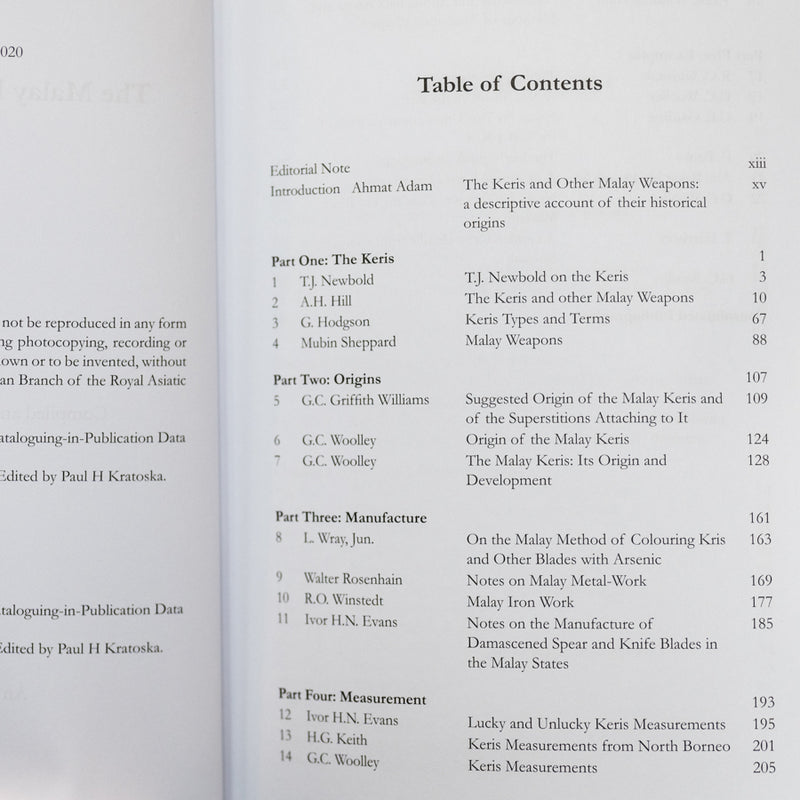 020
not be reproduced in any form
ng photocopying, recording or
own or to be invented, without
an Branch of the Royal Asiatic
ataloguing-in-Publication Data
Edited by Paul H Kratoska.
taloguing-in-Publication Data
Edited by Paul H Kratoska.
Table of Contents
Editorial Note xiii
Introduction Ahmat Adam The Keris and Other Malay Weapons: xv
a descriptive account of their historical
origins
Part One: The Keris 1
1 T.J. Newbold T.J. Newbold on the Keris 3
2 A.H. Hill The Keris and other Malay Weapons 10
3 G. Hodgson Keris Types and Terms 67
4 Mubin Sheppard Malay Weapons 88
Part Two: Origins 107
5 G.C. Griffith Williams Suggested Origin of the Malay Keris and 109
of the Superstitions Attaching to It
6 G.C. Woolley Origin of the Malay Keris 124
7 G.C. Woolley The Malay Keris: Its Origin and 128
Development
Part Three: Manufacture 161
8 L. Wray, Jun. On the Malay Method of Colouring Kris 163
and Other Blades with Arsenic
9 Walter Rosenhain Notes on Malay Metal-Work 169
10 R.O. Winstedt Malay Iron Work 177
11 Ivor H.N. Evans Notes on the Manufacture of 185
Damascened Spear and Knife Blades in
the Malay States
Part Four: Measurement 193
12 Ivor H.N. Evans Lucky and Unlucky Keris Measurements 195
13 H.G. Keith Keris Measurements from North Borneo 201
14 G.C. Woolley Keris Measurements 205